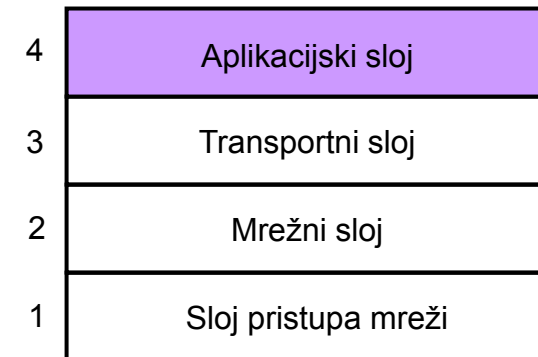 4 Aplikacijski sloj
3 Transportni sloj
2 Mrežni sloj
1 Sloj pristupa mreži